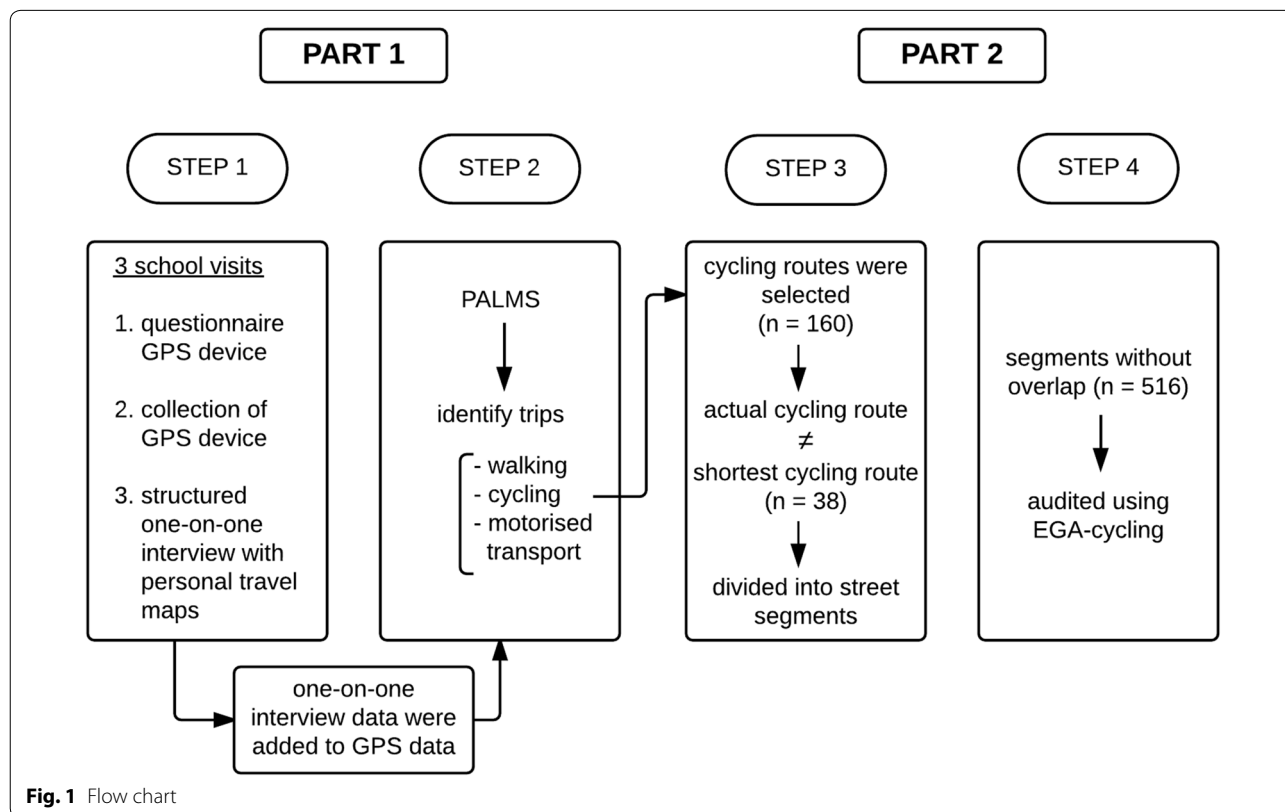 PART 1
PART 2
STEP 1
STEP 2
STEP 3
STEP 4
3 school visits
1. questionnaire
GPS device
2. collection of
GPS device
3. structured
one-on-one
interview with
personal travel
maps
one-on-one
interview data were
added to GPS data
PALMS
identify trips
- walking
- cycling
- motorised
transport
cycling routes were
selected
(n = 160)
actual cycling route
≠
shortest cycling route
(n = 38)
divided into street
segments
segments without
overlap (n = 516)
audited using
EGA-cycling
Fig. 1 Flow chart